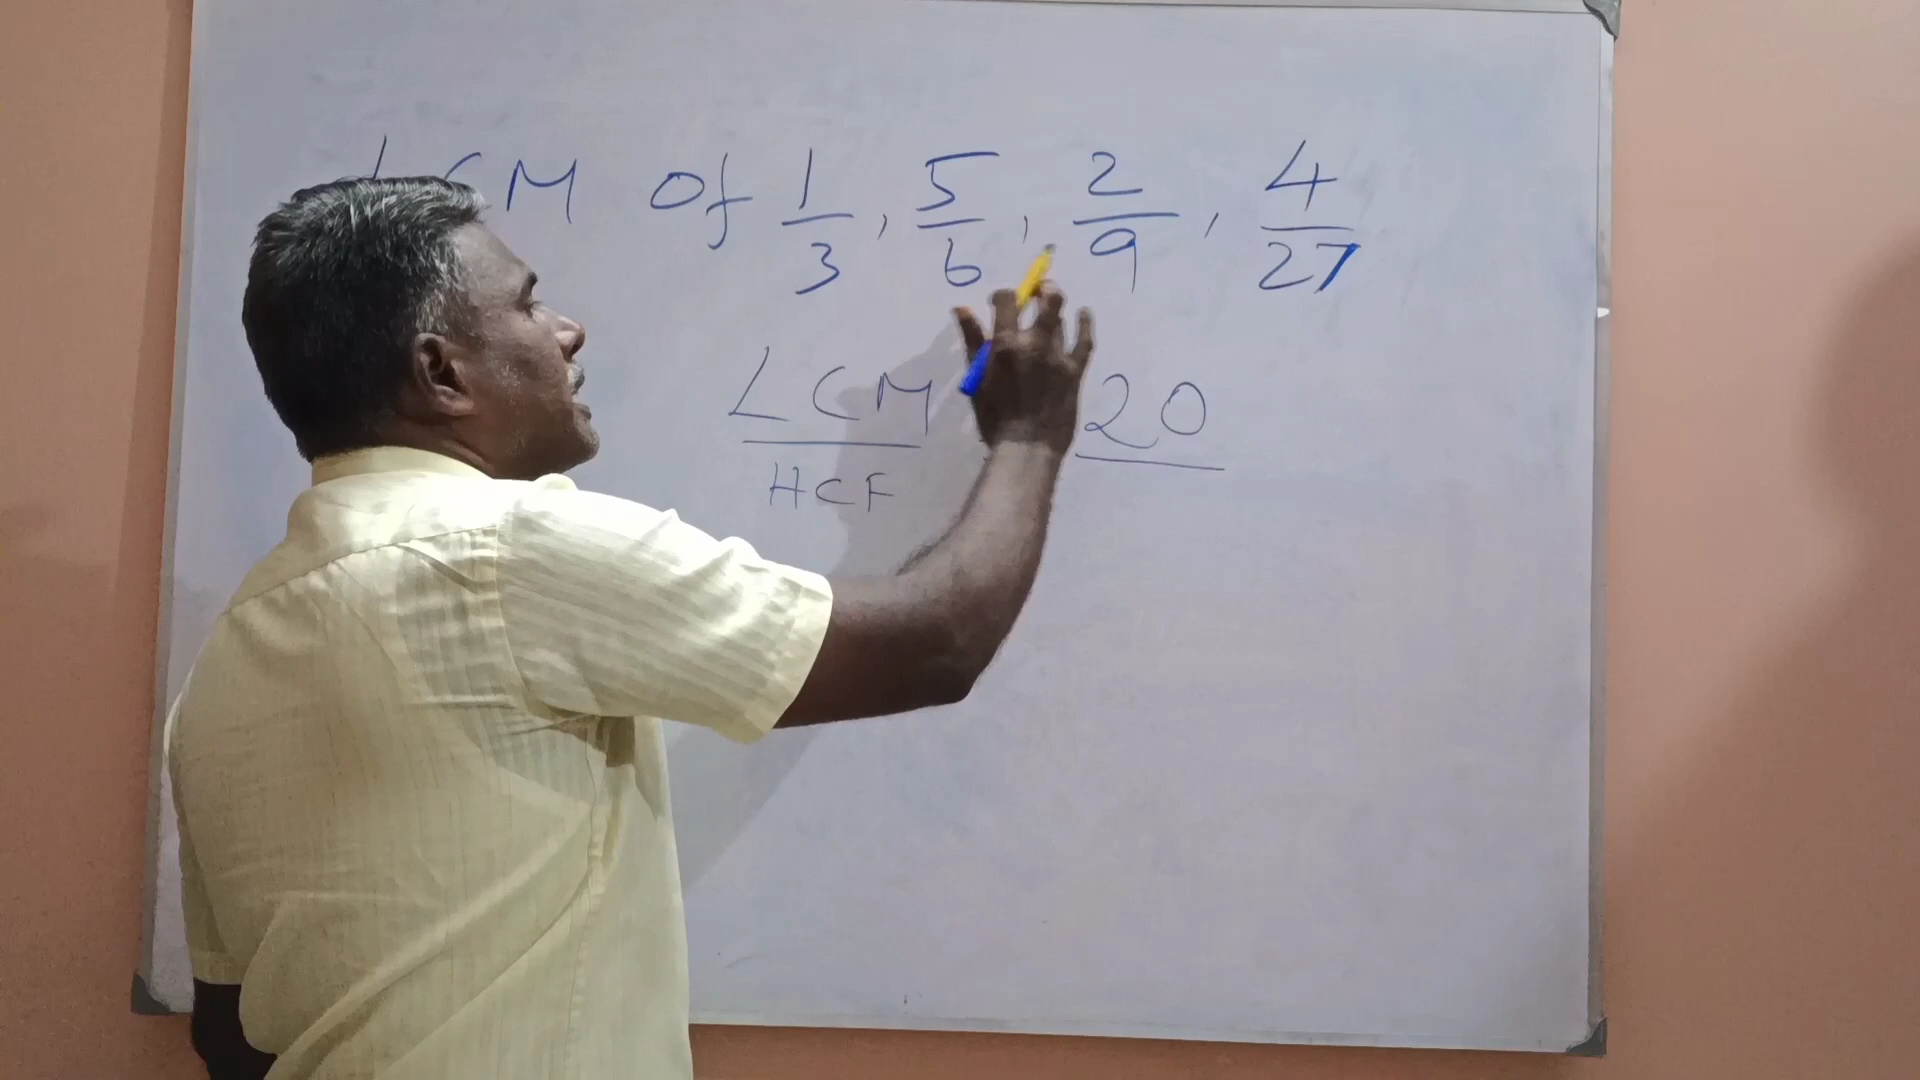 LCM Of 1/3, 5/6, 2/9, 4/27
LCM/HCF = 20/